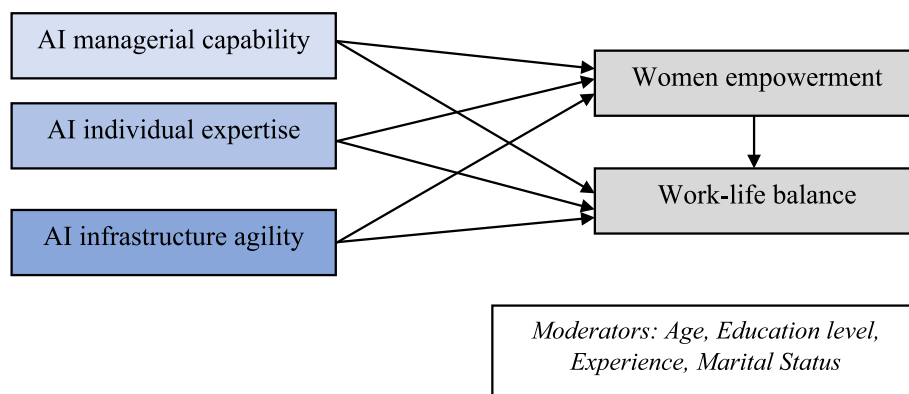 AI managerial capability
AI individual expertise
AI infrastructure agility
Women empowerment
Work-life balance
Moderators: Age, Education level,
Experience, Marital Status